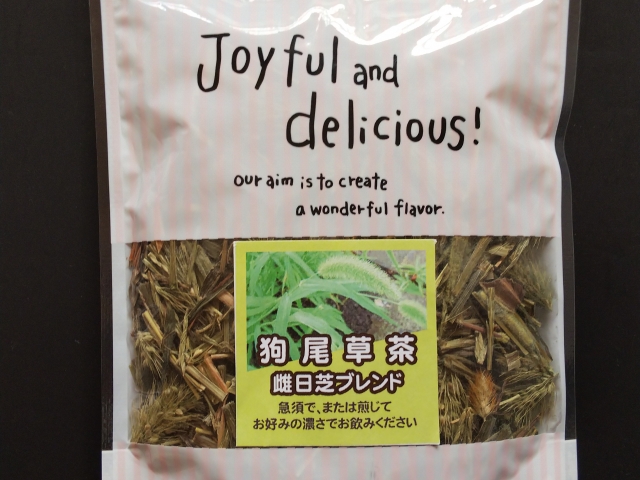 Joyful and
delicious!
our aim is to create
a wonderful flavor.
狗尾草茶
雌日芝ブレンド
急須で、または煎じて
お好みの濃さでお飲みください